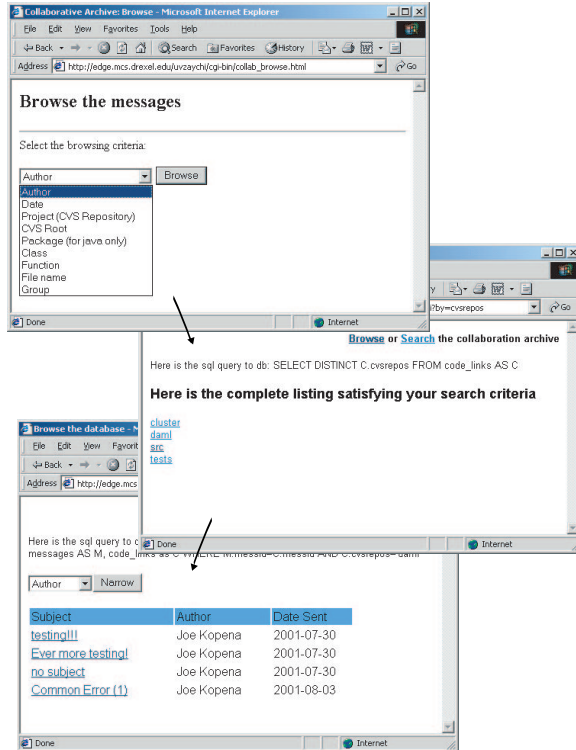 Collaborative Archive: Browse - Microsoft Internet Explorer
File Edit View Favorites Tools Help
Back Search Favorites History
Address http://edge.mcs.drexel.edu/uvzaychi/cgi-bin/collab_browse.html Go
Browse the messages
Select the browsing criteria:
Author Browse
Author
Date
Project (CVS Repository)
CVS Root
Package (for java only)
Class
Function
File name
Group
Done Internet
?by=cvsrepos Go
Browse or Search the collaboration archive
Here is the sql query to db: SELECT DISTINCT C.cvsrepos FROM code_links AS C
Here is the complete listing satisfying your search criteria
cluster
daml
src
tests
Done Internet
Browse the database -
File Edit View Favorit
Back
Address http://edge.mcs
Here is the sql query to
messages AS M, code_links as C WHERE M.messid=C.messid AND C.cvsrepos=
Author Narrow
Subject Author Date Sent
testing!!! Joe Kopena 2001-07-30
Ever more testing! Joe Kopena 2001-07-30
no subject Joe Kopena 2001-07-30
Common Error (1) Joe Kopena 2001-08-03
Done Internet